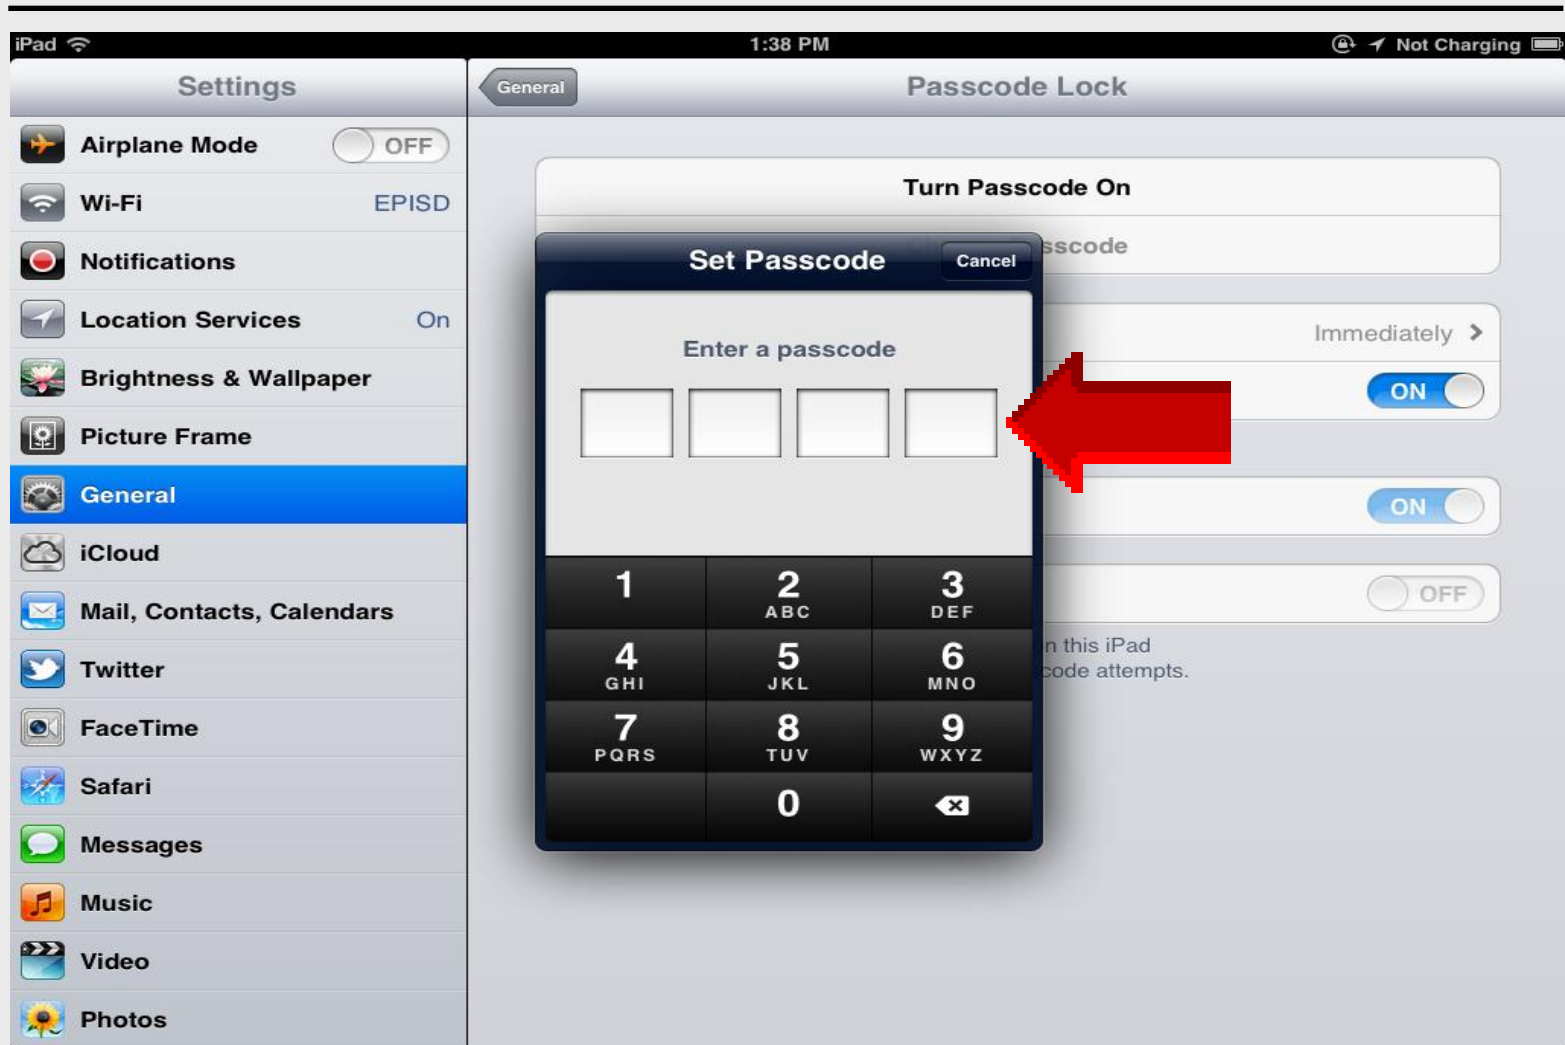 iPad
1:38 PM
Not Charging
Settings
General
Passcode Lock
Airplane Mode
OFF
Wi-Fi
EPISD
Notifications
Location Services
On
Brightness & Wallpaper
Picture Frame
General
iCloud
Mail, Contacts, Calendars
Twitter
FaceTime
Safari
Messages
Music
Video
Photos
Turn Passcode On
sscode
Immediately
ON
ON
OFF
n this iPad
code attempts.
Set Passcode
Cancel
Enter a passcode
1
2
ABC
3
DEF
4
GHI
5
JKL
6
MNO
7
PQRS
8
TUV
9
WXYZ
0